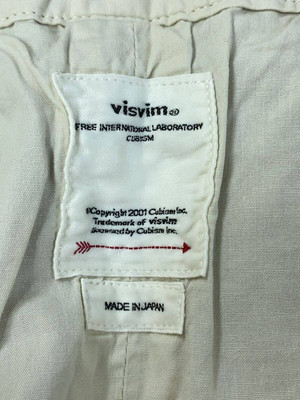 visvim®
FREE INTERNATIONAL LABORATORY
CUBISM
©Copyright 2001 Cubism Inc.
Trademark of visvim
licensed by Cubism Inc.
MADE IN JAPAN